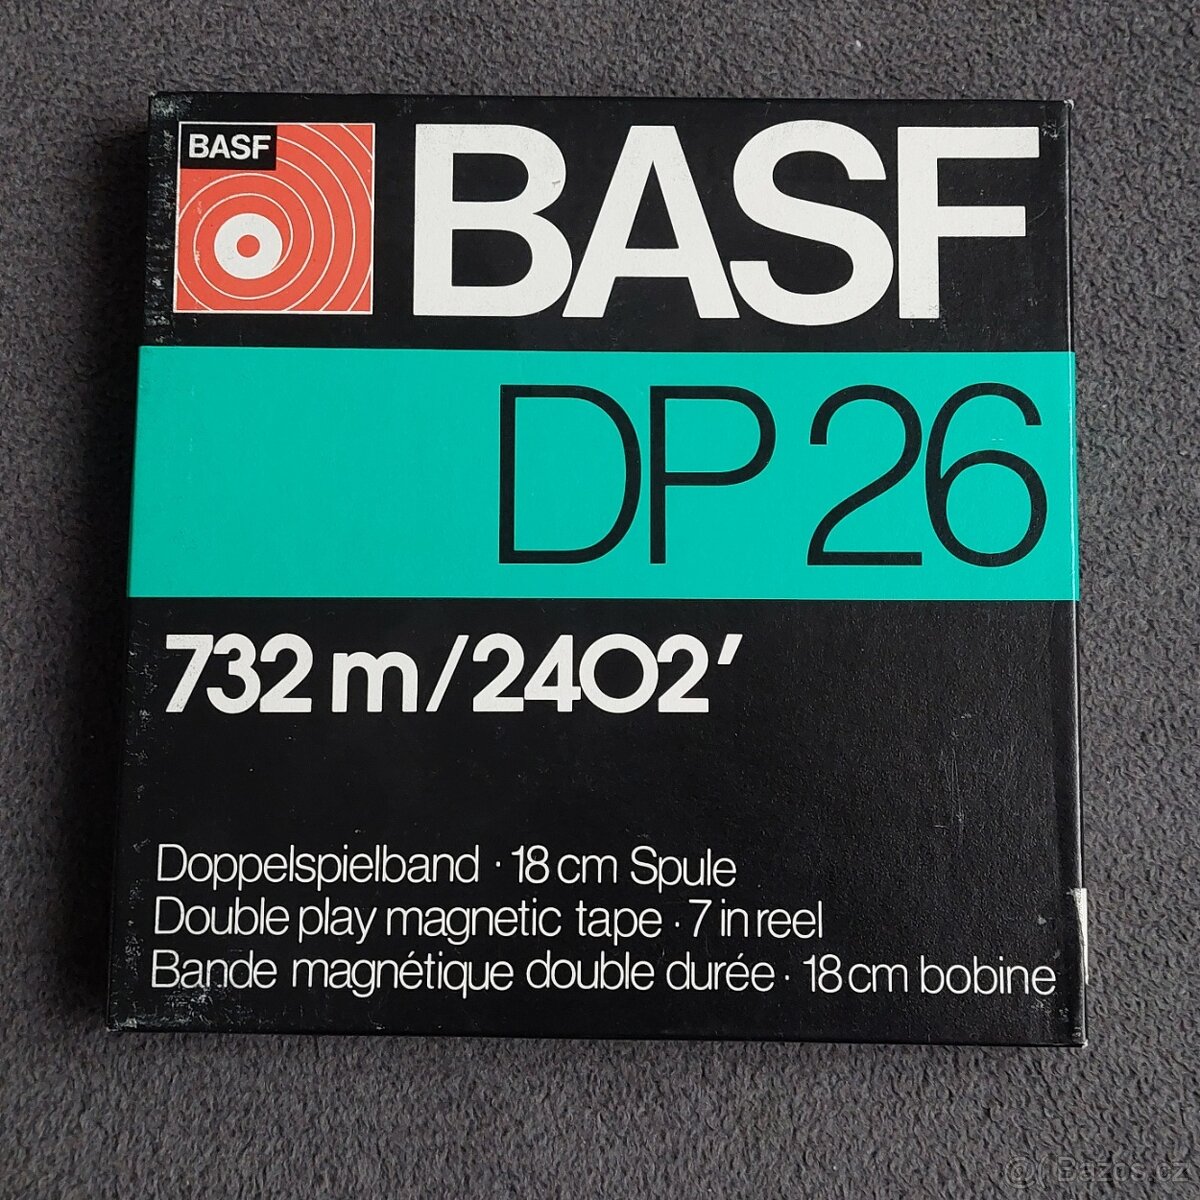 BASF
BASF
DP 26
732 m/2402'
Doppelspielband · 18 cm Spule
Double play magnetic tape · 7 in reel
Bande magnétique double durée · 18 cm bobine
@ Bazos.cz